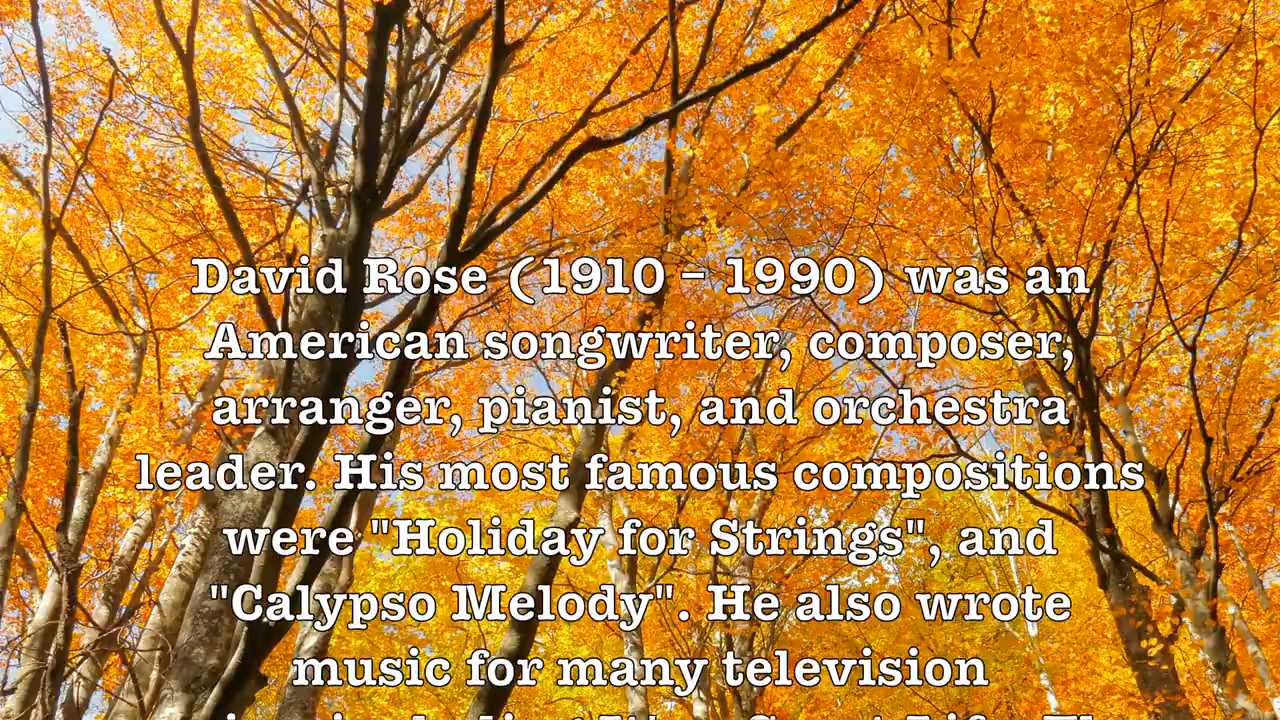 David Rose (1910 – 1990) was an
American songwriter, composer,
arranger, pianist, and orchestra
leader. His most famous compositions
were "Holiday for Strings", and
"Calypso Melody". He also wrote
music for many television